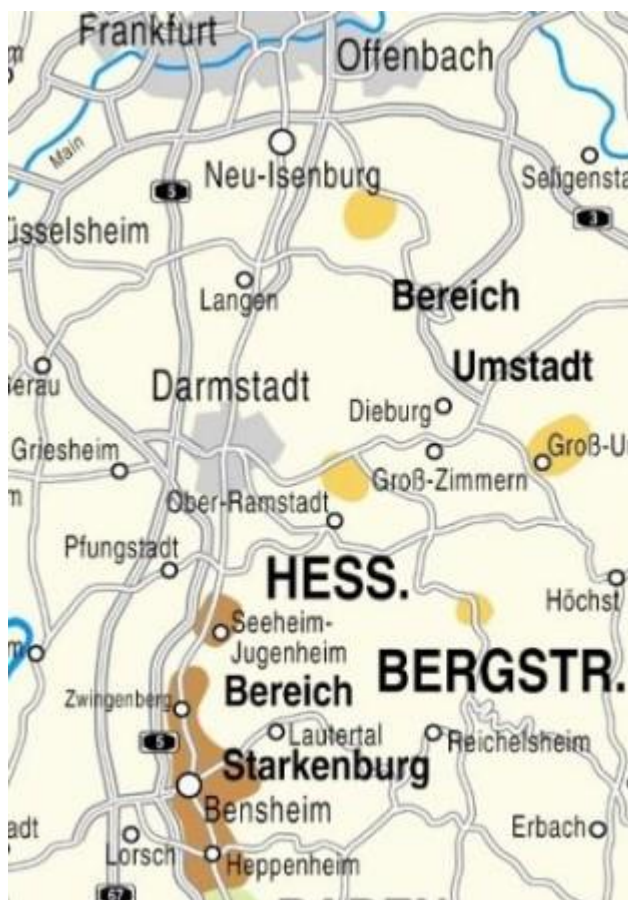 Frankfurt
Offenbach
Main
Neu-Isenburg
Seligensta
5
3
üsselsheim
Langen
Bereich
Umstadt
Darmstadt
Dieburg
Griesheim
Groß-Zimmern
Ober-Ramstadt
Pfungstadt
HESS.
Höchst
Seeheim-
Jugenheim
BERGSTR.
Bereich
Zwingenberg
5
Lautertal
Reichelsheim
Starkenburg
Bensheim
Erbach
Lorsch
Heppenheim
67